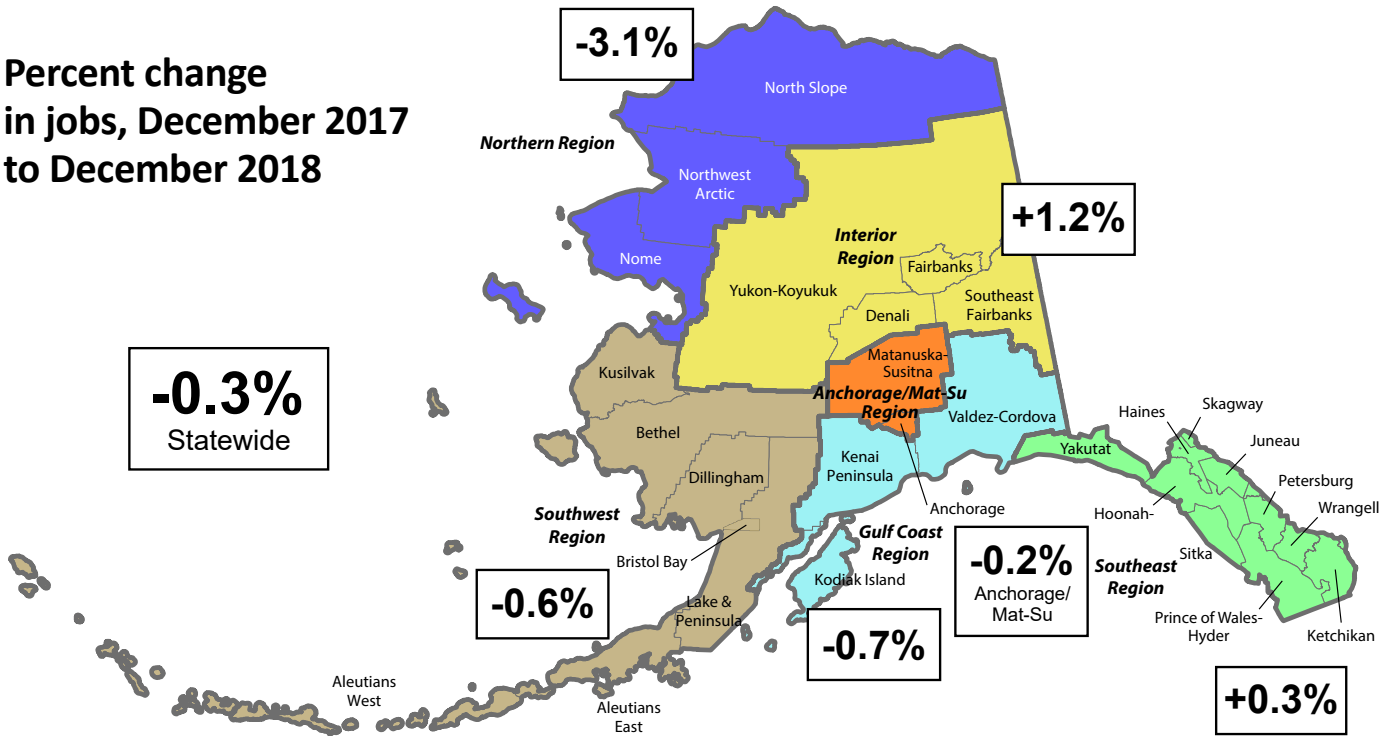 Percent change
in jobs, December 2017
to December 2018
-3.1%
North Slope
Northern Region
Northwest
Arctic
Nome
+1.2%
Interior
Region
Fairbanks
Yukon-Koyukuk
Southeast
Fairbanks
Denali
-0.3%
Statewide
Kusilvak
Matanuska-
Susitna
Anchorage/Mat-Su
Region
Valdez-Cordova
Bethel
Dillingham
Kenai
Peninsula
Anchorage
Haines
Skagway
Yakutat
Juneau
Petersburg
Wrangell
Hoonah-
Sitka
Southeast
Region
Prince of Wales-
Hyder
Ketchikan
+0.3%
Southwest
Region
Bristol Bay
Gulf Coast
Region
Kodiak Island
-0.2%
Anchorage/
Mat-Su
-0.6%
Lake &
Peninsula
-0.7%
Aleutians
West
Aleutians
East